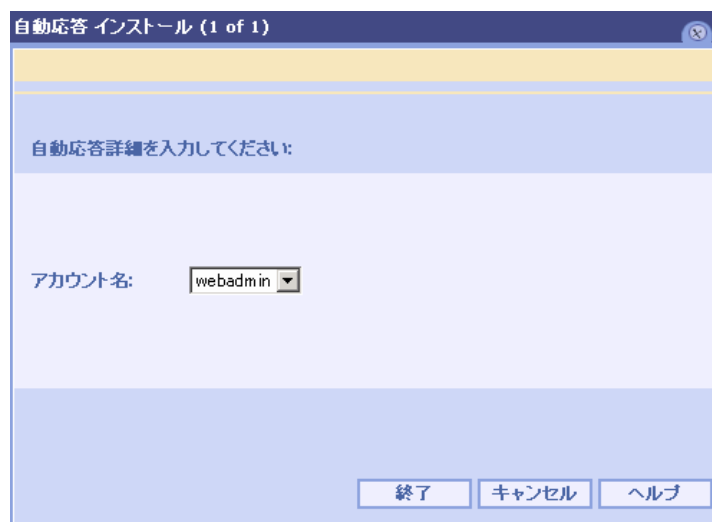 自動応答 インストール (1 of 1)
自動応答詳細を入力してください:
アカウント名: webadmin
終了 キャンセル ヘルプ